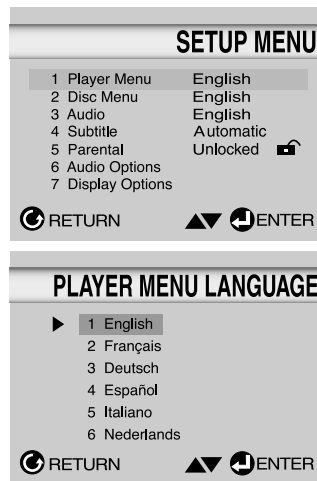 SETUP MENU
1 Player Menu English
2 Disc Menu English
3 Audio English
4 Subtitle Automatic
5 Parental Unlocked
6 Audio Options
7 Display Options
RETURN ENTER
PLAYER MENU LANGUAGE
1 English
2 Français
3 Deutsch
4 Español
5 Italiano
6 Nederlands
RETURN ENTER